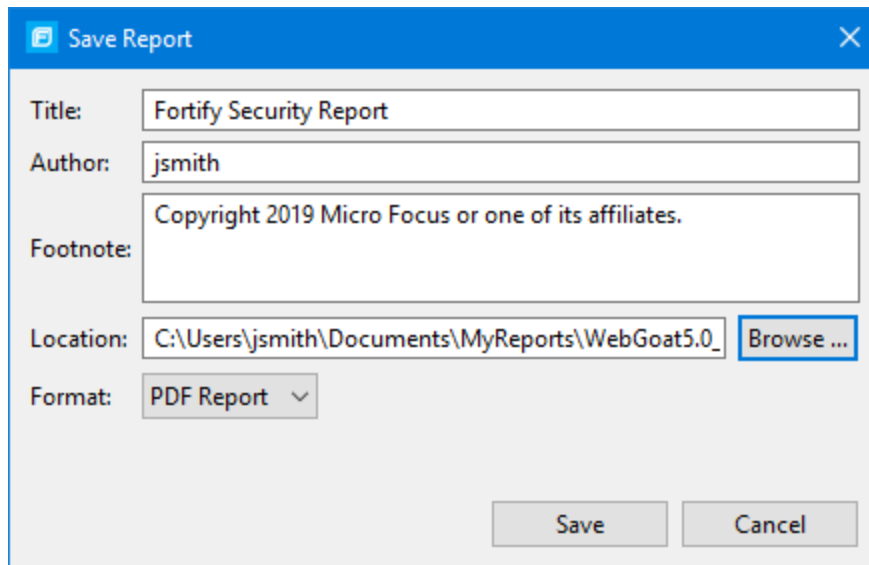 Save Report
Title: Fortify Security Report
Author: jsmith
Copyright 2019 Micro Focus or one of its affiliates.
Footnote:
Location: C:\Users\jsmith\Documents\MyReports\WebGoat5.0_ Browse ...
Format: PDF Report
Save Cancel